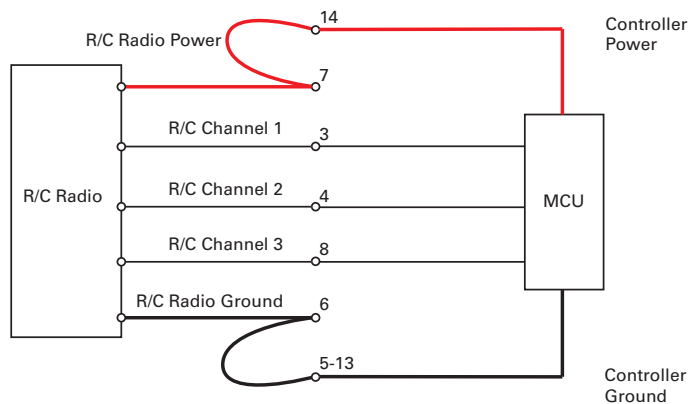 14
Controller
Power
R/C Radio Power
7
R/C Channel 1
3
R/C Radio
R/C Channel 2
4
MCU
R/C Channel 3
8
R/C Radio Ground
6
5-13
Controller
Ground